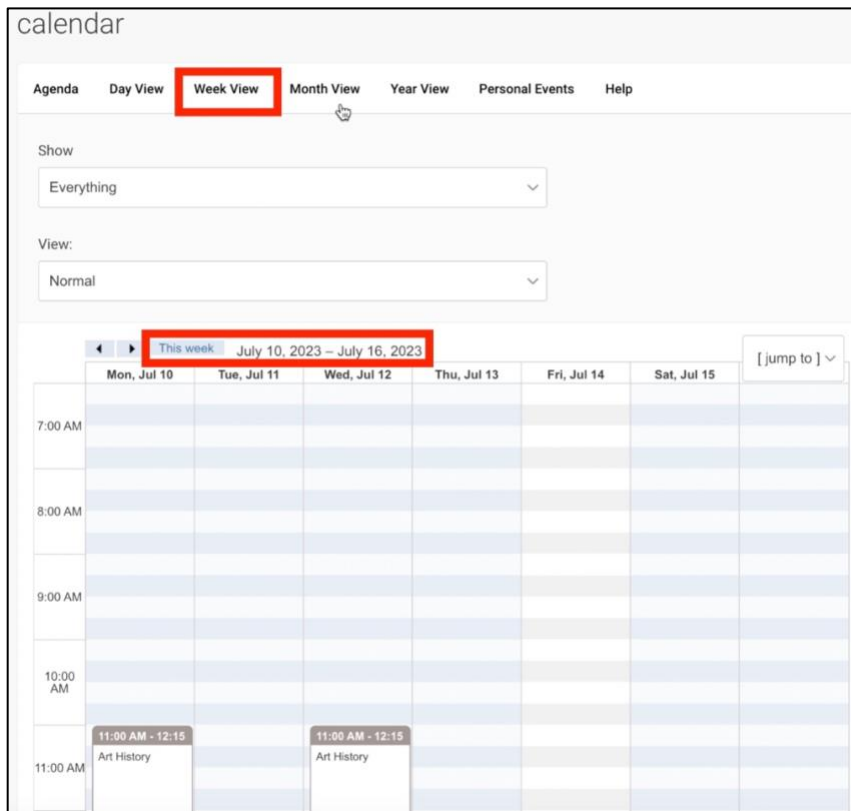 calendar
Agenda Day View Week View Month View Year View Personal Events Help
Show
Everything
View:
Normal
This week July 10, 2023 – July 16, 2023
[ jump to ]
Mon, Jul 10 Tue, Jul 11 Wed, Jul 12 Thu, Jul 13 Fri, Jul 14 Sat, Jul 15
7:00 AM
8:00 AM
9:00 AM
10:00
AM
11:00 AM - 12:15 11:00 AM - 12:15
Art History Art History
11:00 AM